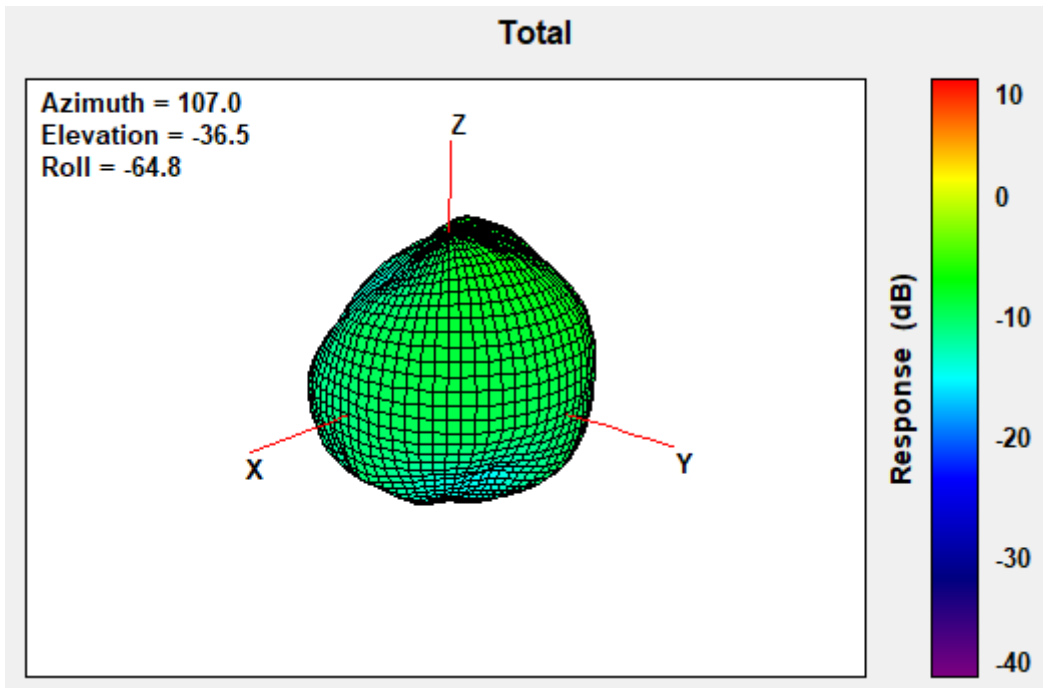 Total
Azimuth = 107.0
Elevation = -36.5
Roll = -64.8
Z
X
Y
10
0
-10
-20
-30
-40
Response (dB)